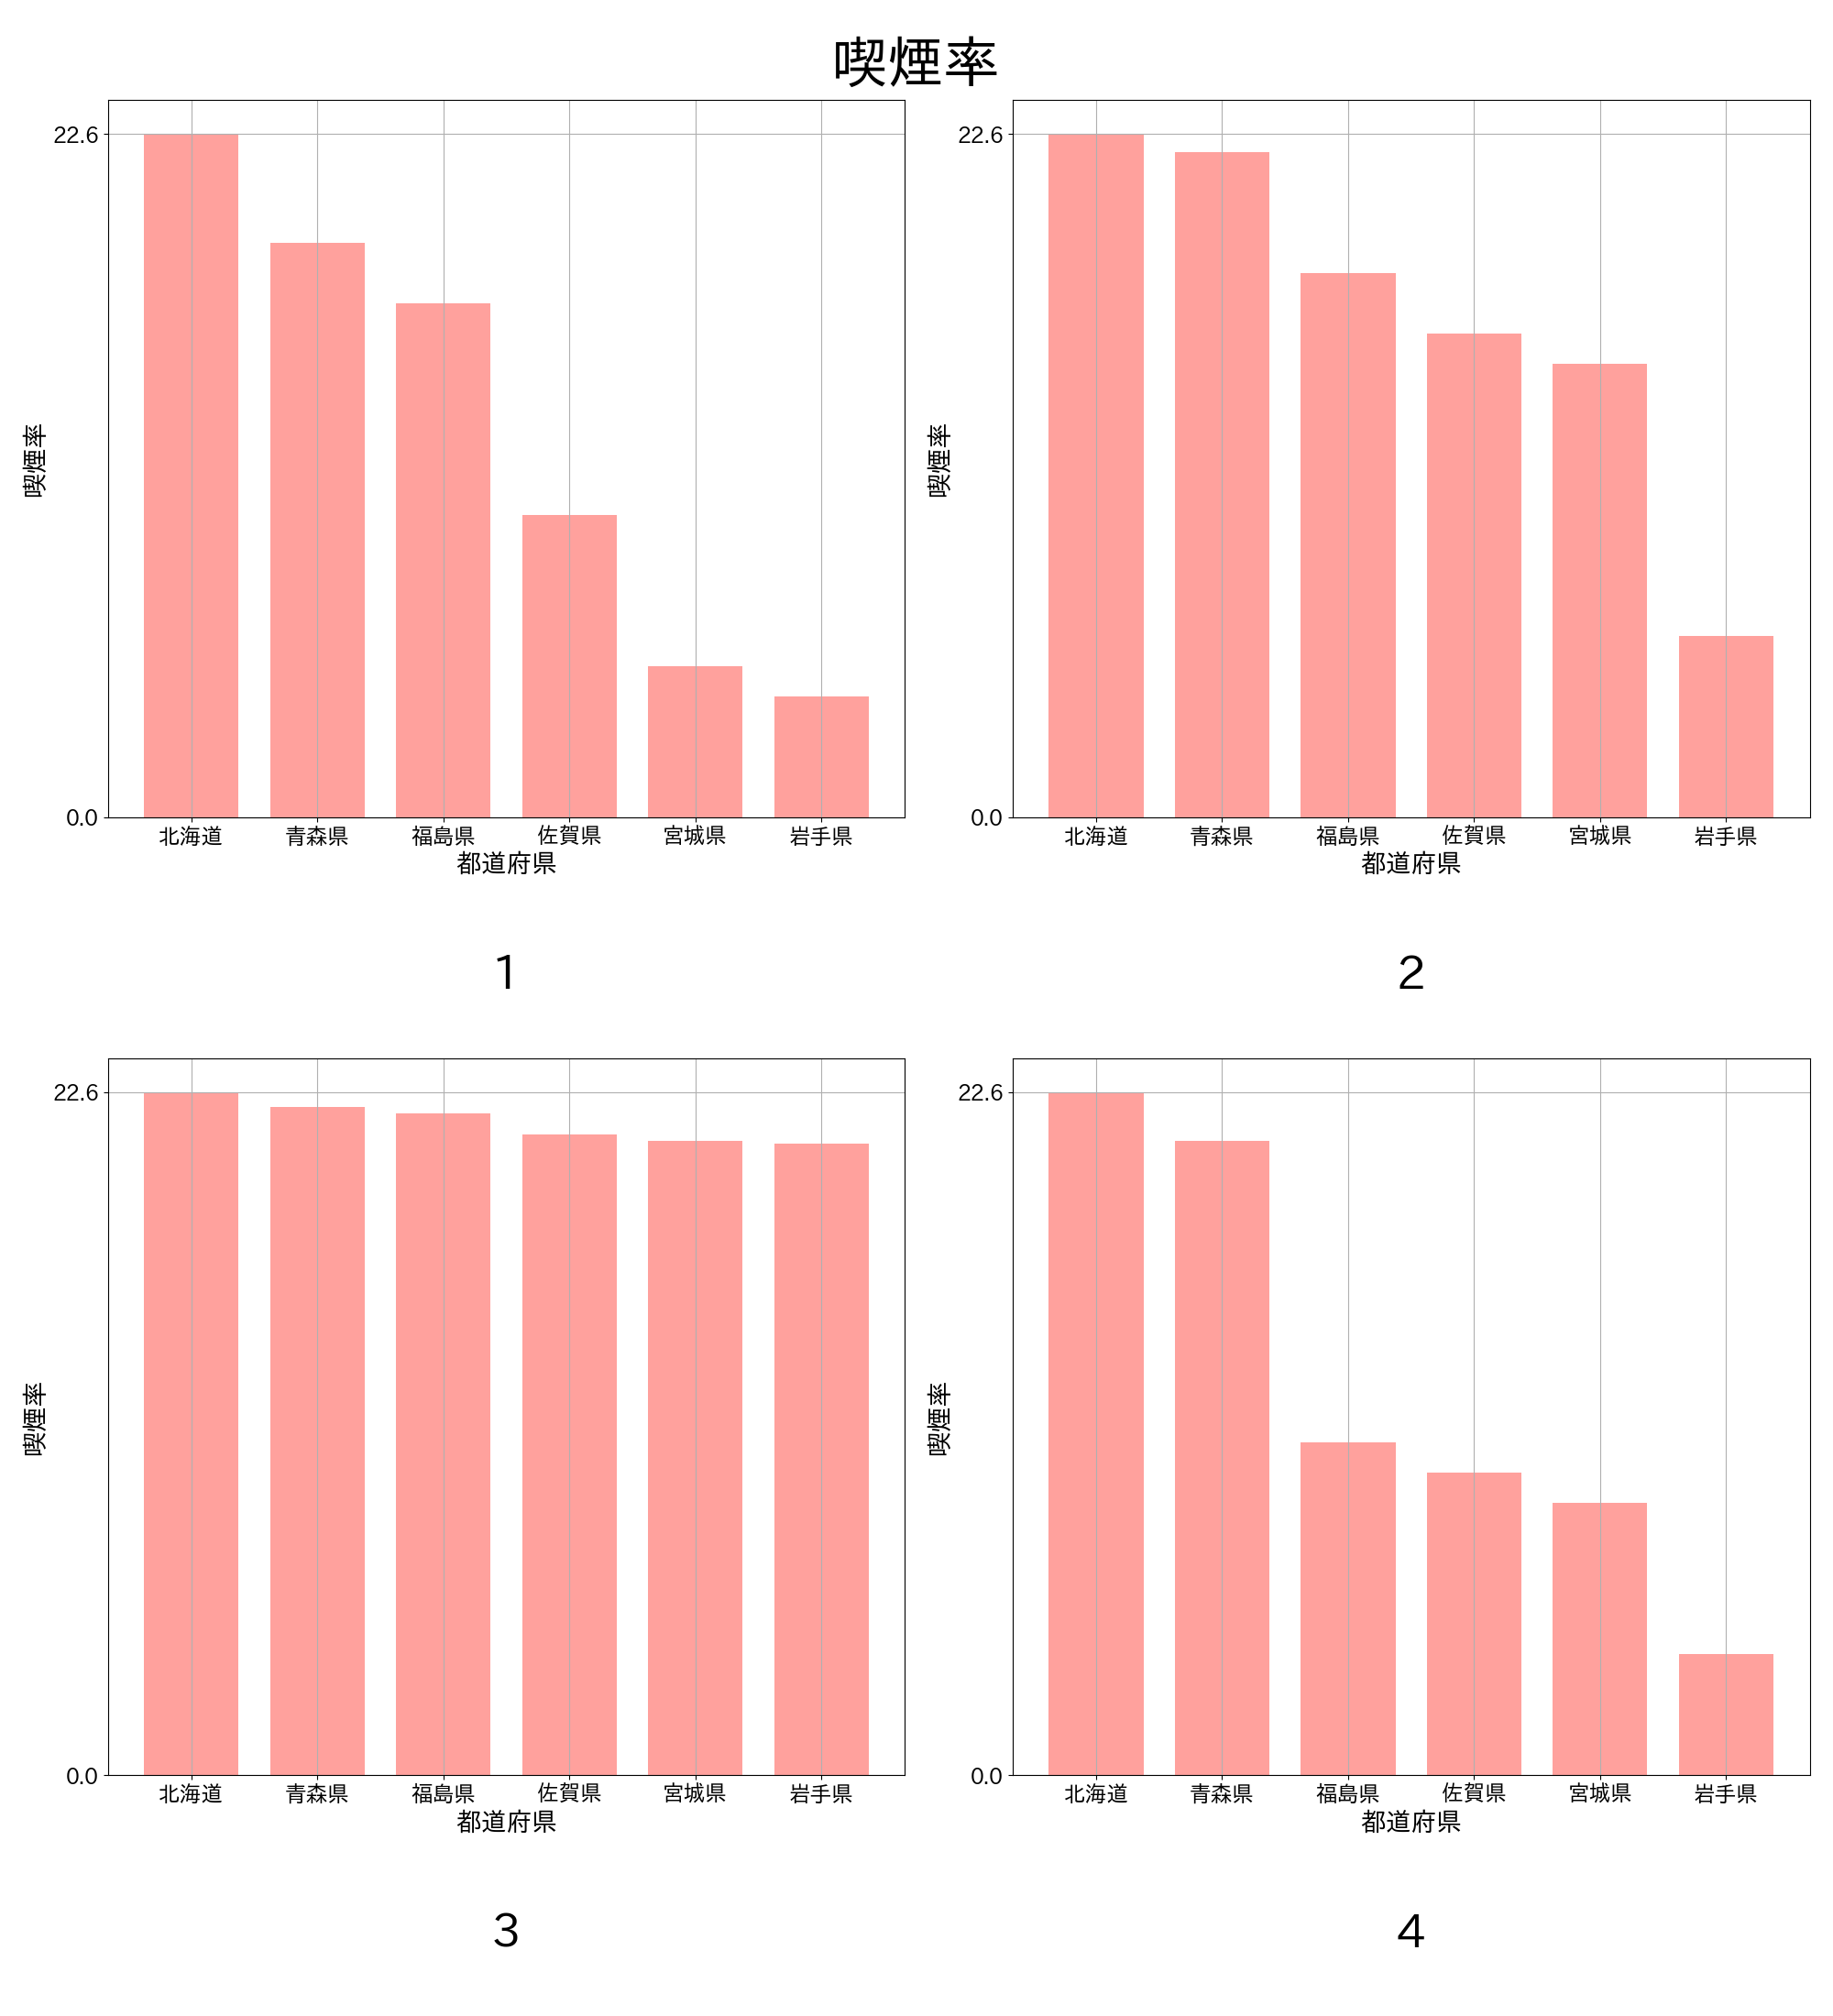 喫煙率
22.6
喫煙率
0.0
北海道 青森県 福島県 佐賀県 宮城県 岩手県
都道府県
1
22.6
喫煙率
0.0
北海道 青森県 福島県 佐賀県 宮城県 岩手県
都道府県
2
22.6
喫煙率
0.0
北海道 青森県 福島県 佐賀県 宮城県 岩手県
都道府県
3
22.6
喫煙率
0.0
北海道 青森県 福島県 佐賀県 宮城県 岩手県
都道府県
4